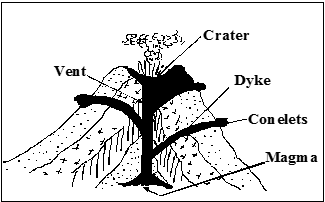 Crater
Vent
Dyke
Conelets
Magma